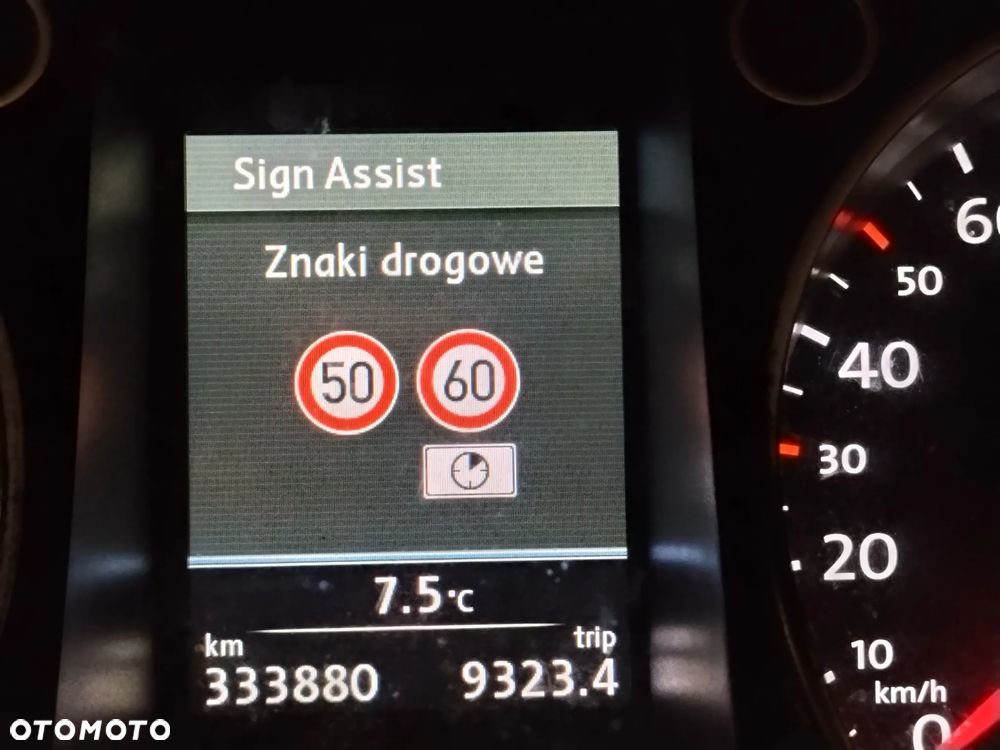 Sign Assist
Znaki drogowe
50 60
7.5°C
km trip
333880 9323.4
60
50
40
30
20
10
km/h
0
OTOMOTO